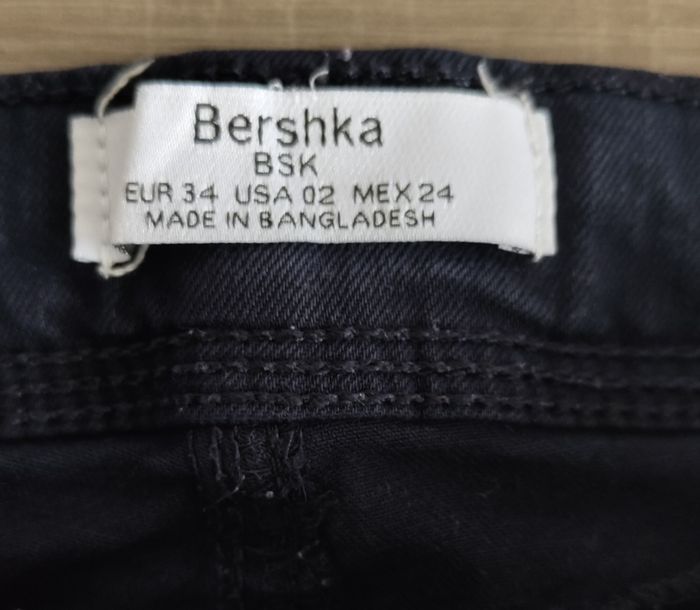 Bershka
BSK
EUR 34 USA 02 MEX 24
MADE IN BANGLADESH